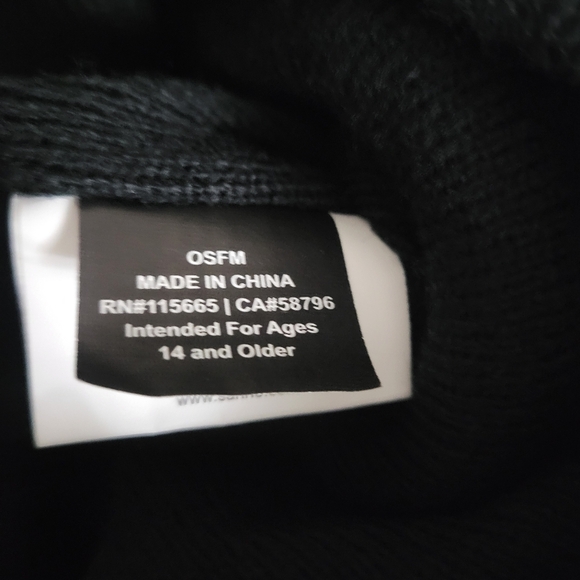 OSFM
MADE IN CHINA
RN#115665 | CA#58796
Intended For Ages
14 and Older